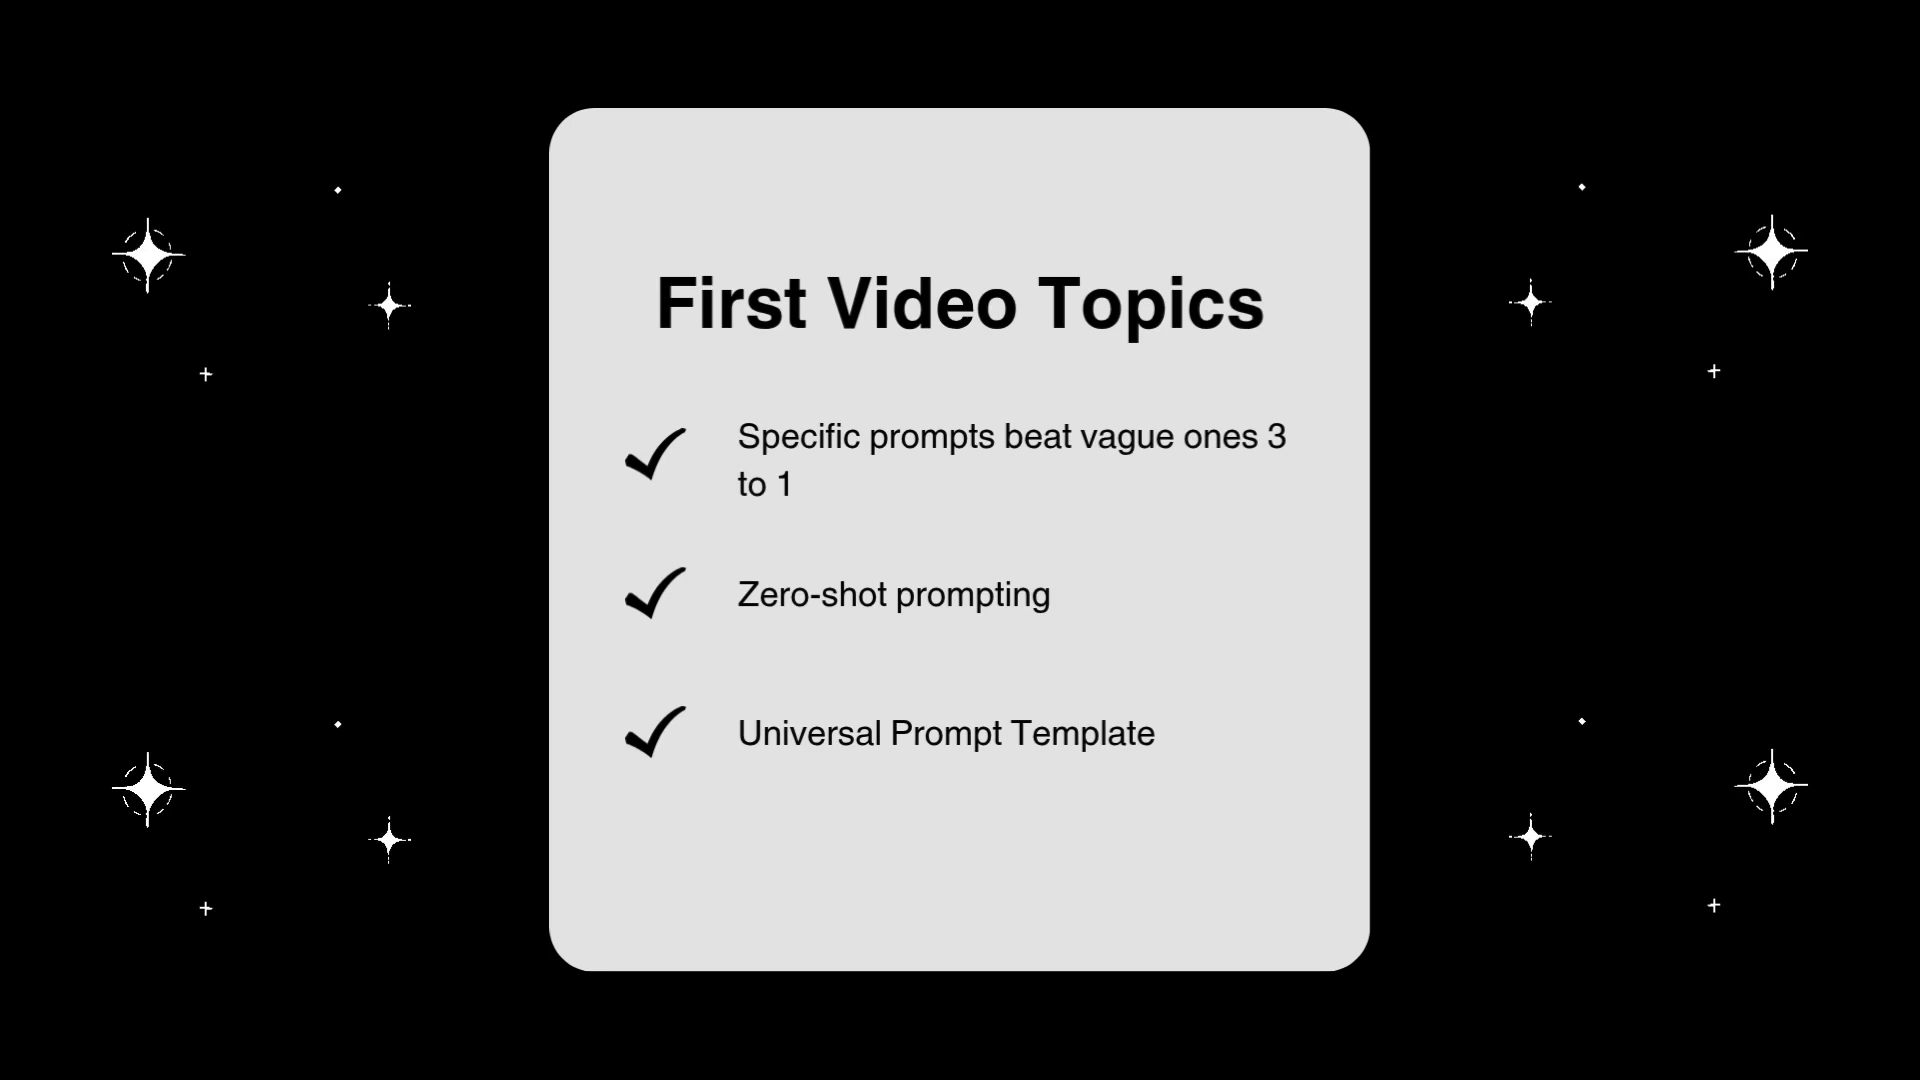 First Video Topics
Specific prompts beat vague ones 3
to 1
Zero-shot prompting
Universal Prompt Template